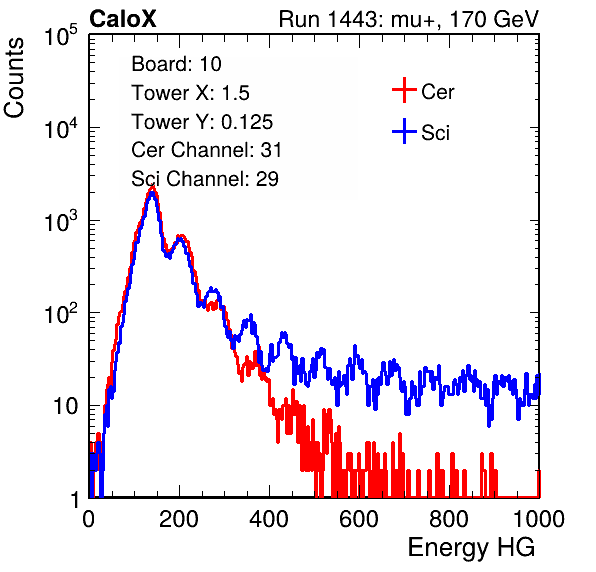 CaloX Run 1443: mu+, 170 GeV
Counts
10^5
10^4
10^3
10^2
10
1
Board: 10
Tower X: 1.5
Tower Y: 0.125
Cer Channel: 31
Sci Channel: 29
Cer
Sci
0 200 400 600 800 1000
Energy HG